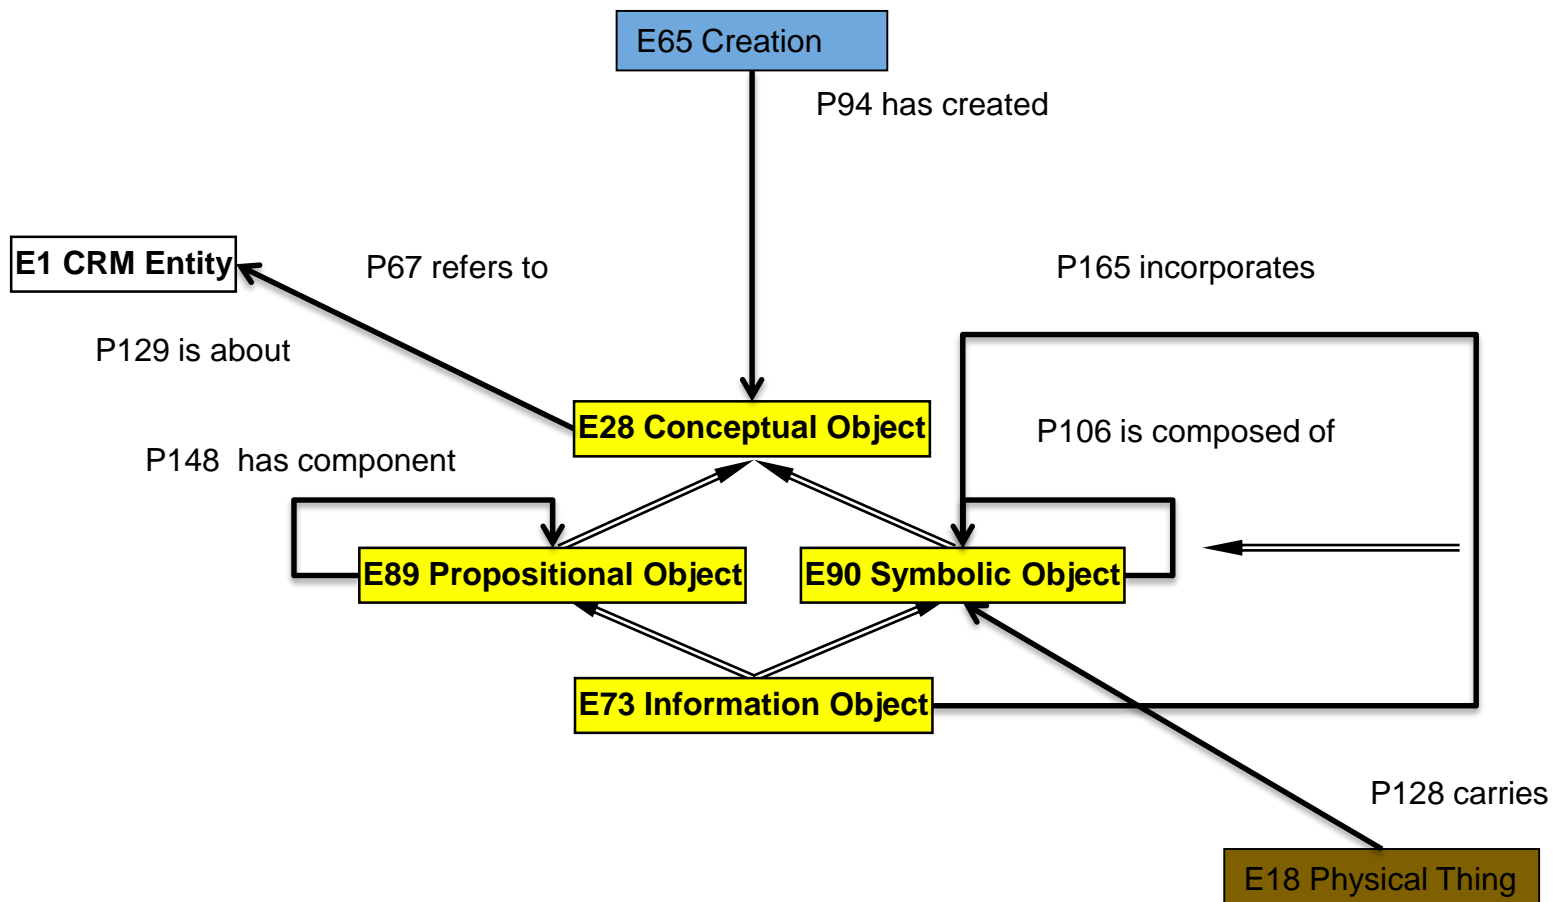 E65 Creation
P94 has created
E1 CRM Entity
P67 refers to
P165 incorporates
P129 is about
E28 Conceptual Object
P106 is composed of
P148  has component
E89 Propositional Object
E90 Symbolic Object
E73 Information Object
P128 carries
E18 Physical Thing